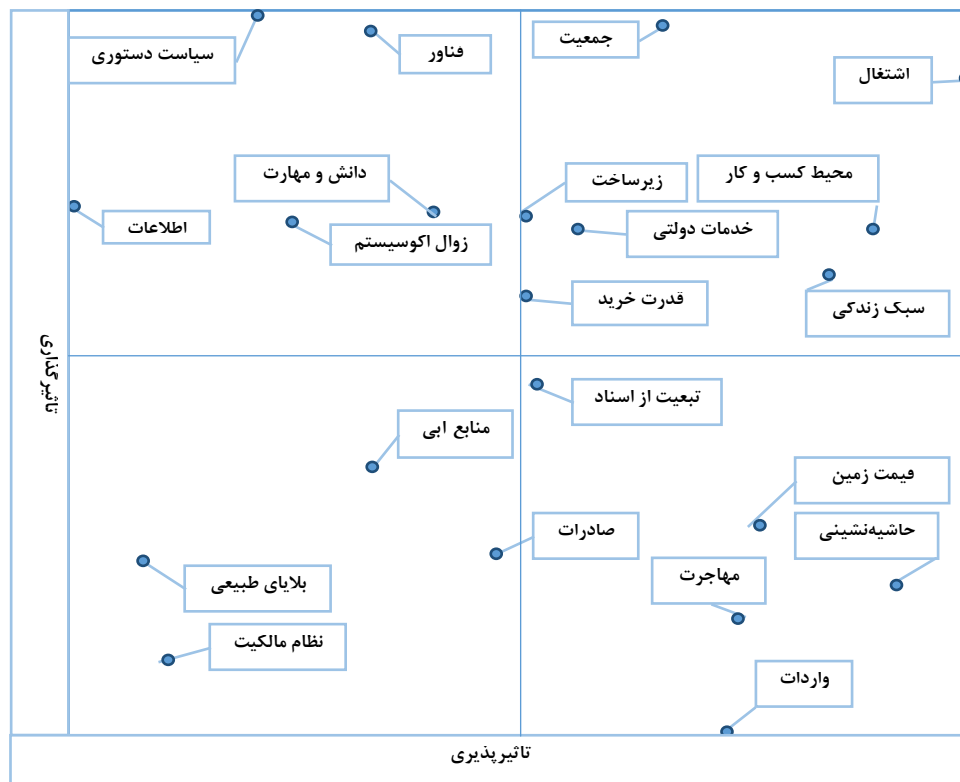 جمعیت
فناور
سیاست دستوری
اشتغال
محیط کسب و کار
زیرساخت
دانش و مهارت
اطلاعات
زوال اکوسیستم
خدمات دولتی
قدرت خرید
سبک زندگی
تاثیرگذاری
تبعیت از اسناد
منابع ابی
قیمت زمین
حاشیه‌نشینی
صادرات
مهاجرت
بلایای طبیعی
نظام مالکیت
واردات
تاثیرپذیری